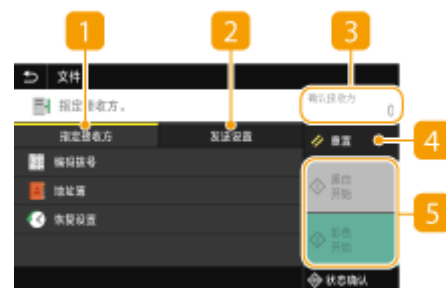 1
2
3
文件
指定接收方。
确认接收方
0
指定接收方
发送设置
重置
4
编码拨号
地址簿
恢复设置
黑白
开始
5
彩色
开始
状态确认